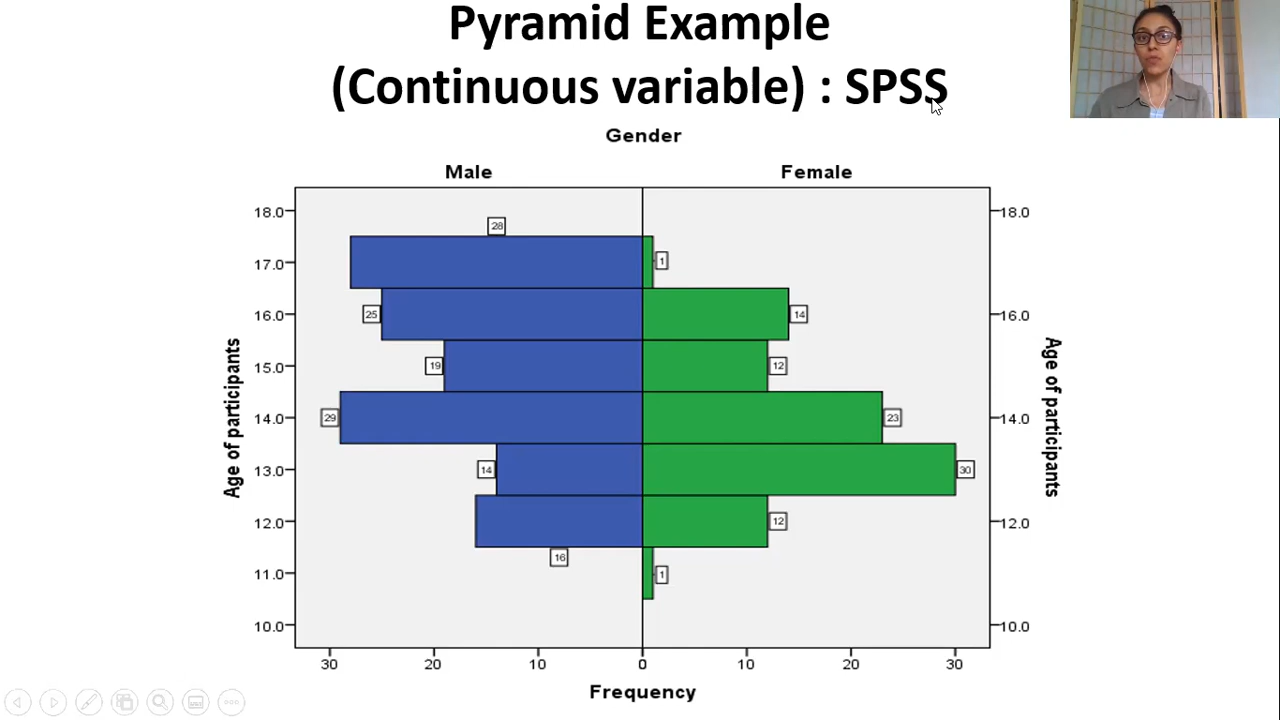 Pyramid Example
(Continuous variable) : SPSS
Gender
Male Female
18.0 18.0
28
17.0 1
16.0 25 14 16.0
15.0 19 12
14.0 29 23 14.0
13.0 14 30
12.0 12 12.0
16
11.0 1
10.0 10.0
Age of participants
Age of participants
30 20 10 0 10 20 30
Frequency